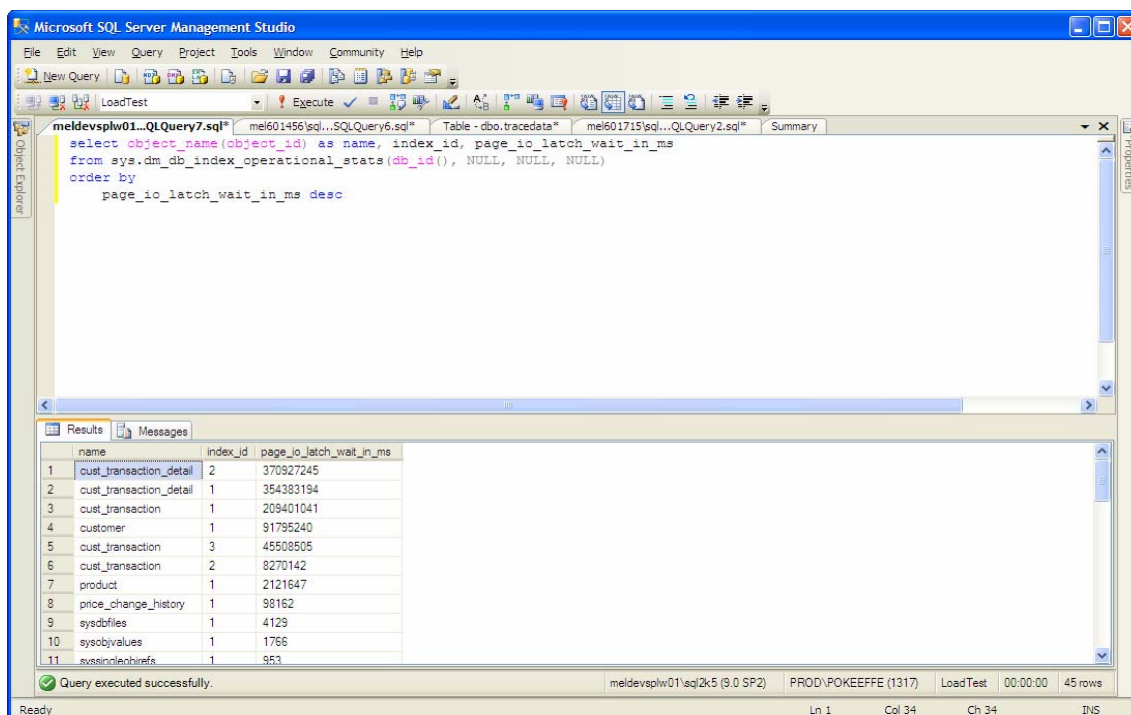 Microsoft SQL Server Management Studio
File Edit View Query Project Tools Window Community Help
New Query
LoadTest Execute
meldevsplw01...QLQuery7.sql* mel601456\sql...SQLQuery6.sql* Table - dbo.tracedata* mel601715\sql...QLQuery2.sql* Summary
Object Explorer
Properties
select object_name(object_id) as name, index_id, page_io_latch_wait_in_ms
from sys.dm_db_index_operational_stats(db_id(), NULL, NULL, NULL)
order by
page_io_latch_wait_in_ms desc
Results Messages
name index_id page_io_latch_wait_in_ms
1 cust_transaction_detail 2 370927245
2 cust_transaction_detail 1 354383194
3 cust_transaction 1 209401041
4 customer 1 91795240
5 cust_transaction 3 45508505
6 cust_transaction 2 8270142
7 product 1 2121647
8 price_change_history 1 98162
9 sysdbfiles 1 4129
10 sysobjvalues 1 1766
11 syssingleobjrefs 1 953
Query executed successfully. meldevsplw01\sql2k5 (9.0 SP2) PROD\POKEEFFE (1317) LoadTest 00:00:00 45 rows
Ready Ln 1 Col 34 Ch 34 INS